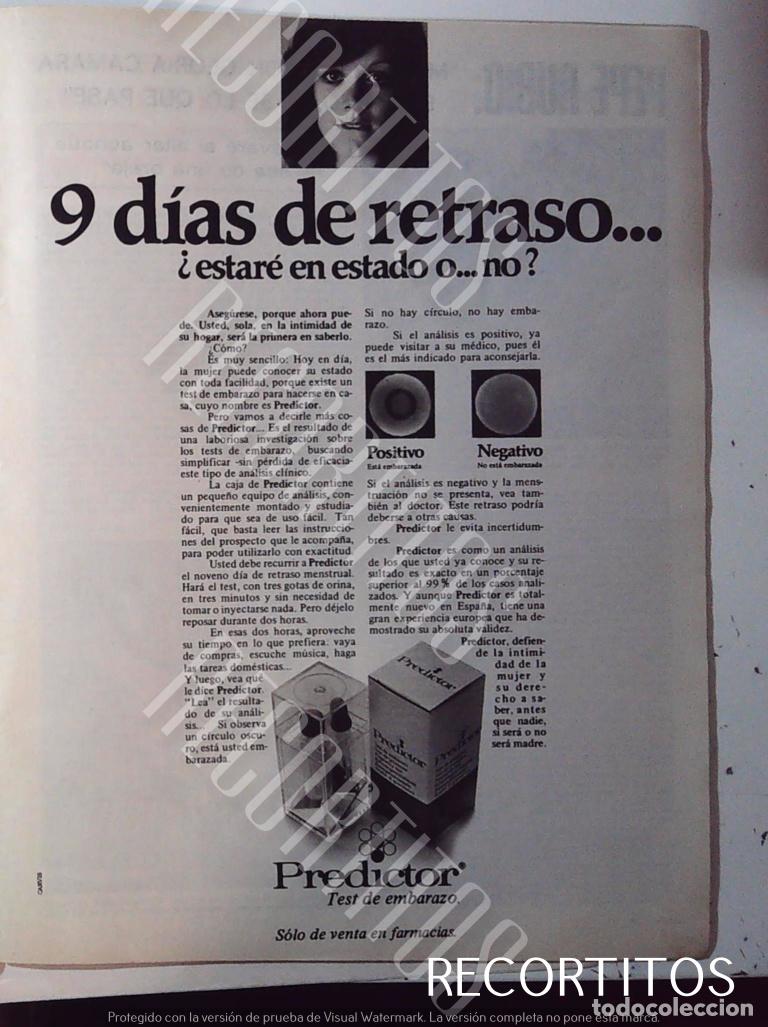 9 días de retraso...
¿estaré en estado o... no?
Asegúrese, porque ahora pue-
de. Usted, sola, en la intimidad de
su hogar, será la primera en saberlo.
¿Cómo?
Es muy sencillo: Hoy en día,
la mujer puede conocer su estado
con toda facilidad, porque existe un
test de embarazo para hacerse en ca-
sa, cuyo nombre es Predictor.
Pero vamos a decirle más co-
sas de Predictor... Es el resultado de
una laboriosa investigación sobre
los tests de embarazo, buscando
simplificar -sin pérdida de eficacia-
este tipo de análisis clínico.
La caja de Predictor contiene
un pequeño equipo de análisis, con-
venientemente montado y estudia-
do para que sea de uso fácil. Tan
fácil, que basta leer las instruccio-
nes del prospecto que le acompaña,
para poder utilizarlo con exactitud.
Usted debe recurrir a Predictor
el noveno día de retraso menstrual.
Hará el test, con tres gotas de orina,
en tres minutos y sin necesidad de
tomar o inyectarse nada. Pero déjelo
reposar durante dos horas.
En esas dos horas, aproveche
su tiempo en lo que prefiera: vaya
de compras, escuche música, haga
las tareas domésticas...
Y luego, vea qué
le dice Predictor.
"Lea" el resulta-
do de su análi-
sis... Si observa
un círculo oscu-
ro, está usted em-
barazada.
Si no hay círculo, no hay emba-
razo.
Si el análisis es positivo, ya
puede visitar a su médico, pues él
es el más indicado para aconsejarla.
Positivo
Está embarazada
Negativo
No está embarazada
Si el análisis es negativo y la mens-
truación no se presenta, vea tam-
bién al doctor. Este retraso podría
deberse a otras causas.
Predictor le evita incertidum-
bres.
Predictor es como un análisis
de los que usted ya conoce y su re-
sultado es exacto en un porcentaje
superior al 99% de los casos anali-
zados. Y aunque Predictor es total-
mente nuevo en España, tiene una
gran experiencia europea que ha de-
mostrado su absoluta validez.
Predictor, defien-
de la intimi-
dad de la
mujer y
su dere-
cho a sa-
ber, antes
que nadie,
si será o no
será madre.
Predictor
Predictor
Predictor
Predictor®
Test de embarazo.
Sólo de venta en farmacias.
RECORTITOS
RECORTITOS
RECORTITOS
RECORTITOS
todocoleccion
Protegido con la versión de prueba de Visual Watermark. La versión completa no pone esta marca.